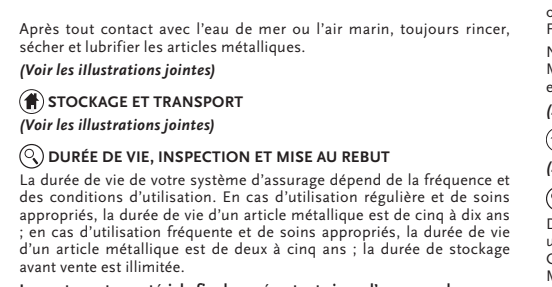 Après tout contact avec l'eau de mer ou l'air marin, toujours rincer,
sécher et lubrifier les articles métalliques.
(Voir les illustrations jointes)
STOCKAGE ET TRANSPORT
(Voir les illustrations jointes)
DURÉE DE VIE, INSPECTION ET MISE AU REBUT
La durée de vie de votre système d'assurage dépend de la fréquence et
des conditions d'utilisation. En cas d'utilisation régulière et de soins
appropriés, la durée de vie d'un article métallique est de cinq à dix ans
; en cas d'utilisation fréquente et de soins appropriés, la durée de vie
d'un article métallique est de deux à cinq ans ; la durée de stockage
avant vente est illimitée.